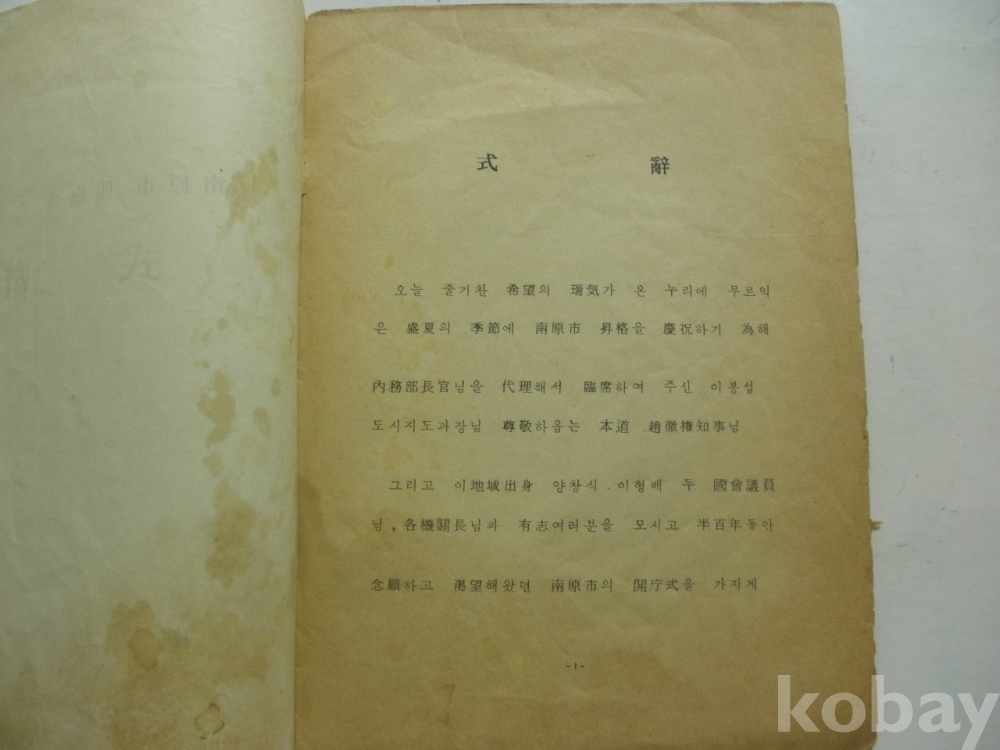 式 辭
오늘 줄기찬 希望의 瑞気가 온 누리에 무르익
은 盛夏의 季節에 南原市 昇格을 慶祝하기 為해
內務部長官님을 代理해서 臨席하여 주신 이봉섭
도시지도과장님 尊敬하옵는 本道 趙徹權知事님
그리고 이地域出身 양창식·이형배 두 國會議員
님, 各機關長님과 有志여러분을 모시고 半百年동안
念願하고 渴望해왔던 南原市의 開庁式을 가지게
-1-
kobay